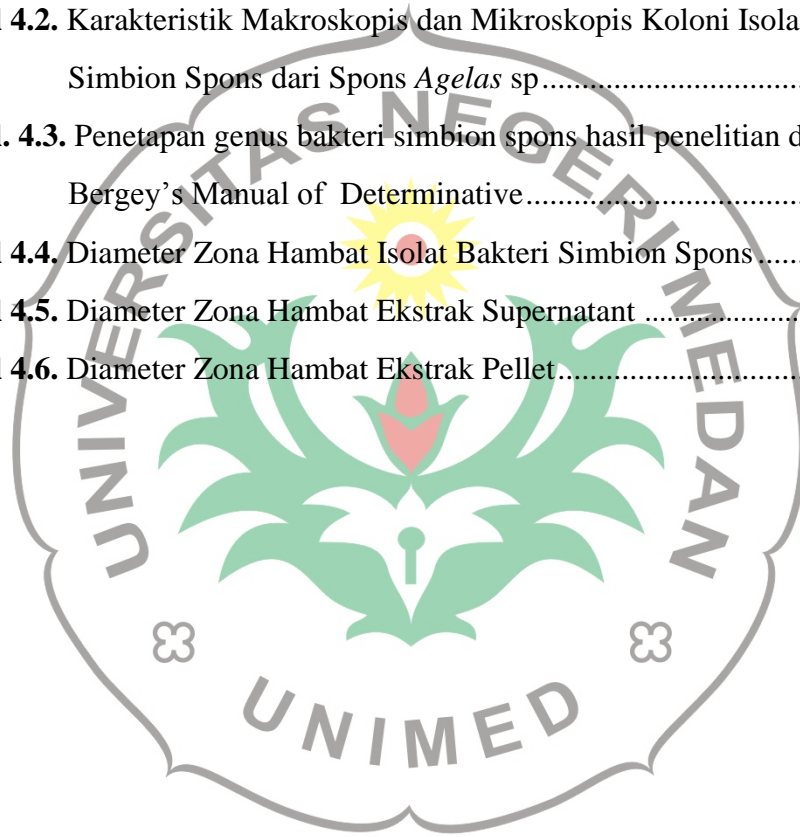 4.2. Karakteristik Makroskopis dan Mikroskopis Koloni
Simbion Spons dari Spons Agelas sp........................................
4.3. Penetapan genus bakteri simbion spons hasil penelitian
Bergey’s Manual of Determinative..........................................
4.4. Diameter Zona Hambat Isolat Bakteri Simbion Spons......
4.5. Diameter Zona Hambat Ekstrak Supernatant ......................
4.6. Diameter Zona Hambat Ekstrak Pellet...................................
UNIVERSITAS NEGERI MEDAN
UNIMED